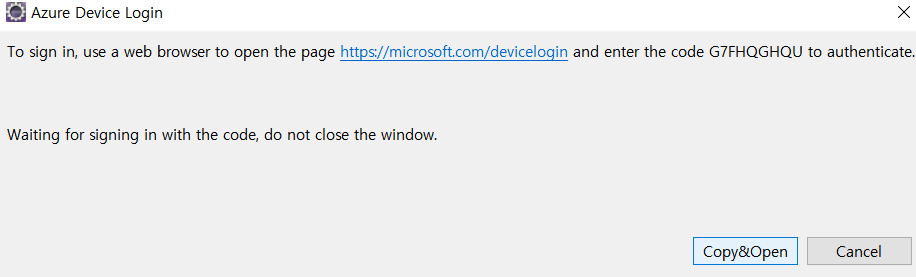 Azure Device Login
To sign in, use a web browser to open the page https://microsoft.com/devicelogin and enter the code G7FHQGHQU to authenticate.
Waiting for signing in with the code, do not close the window.
Copy&Open
Cancel